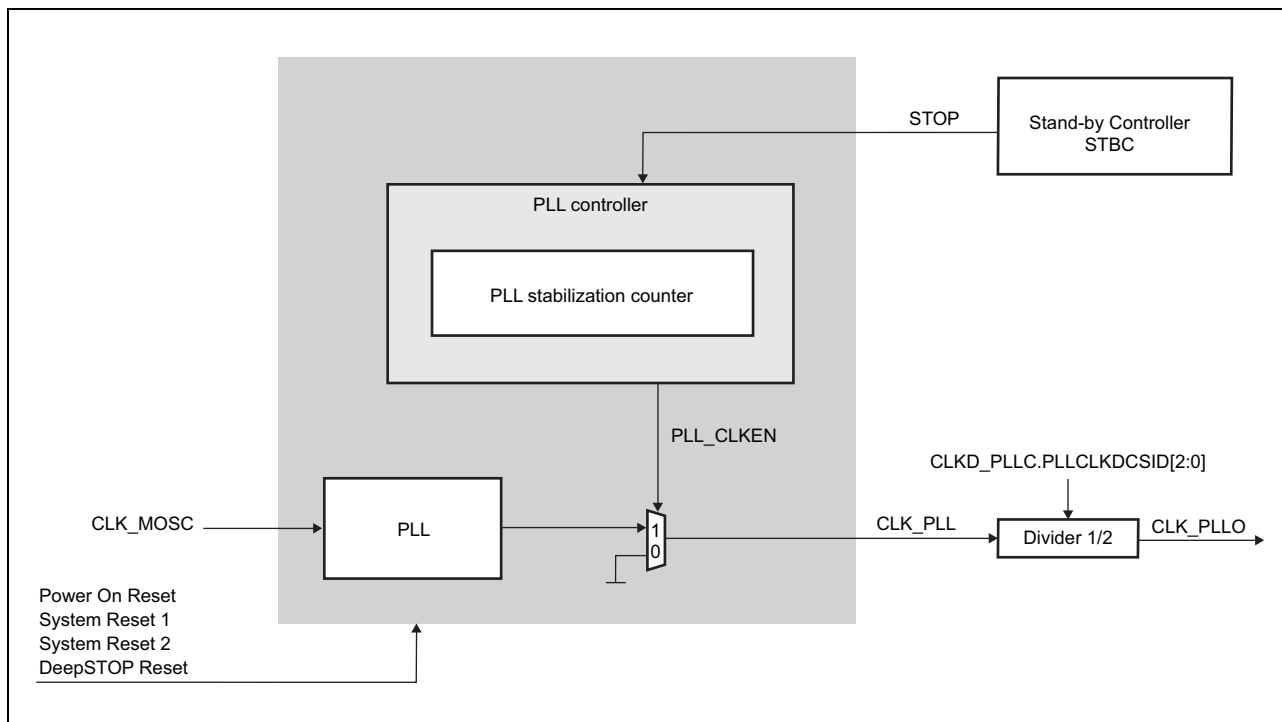 STOP
Stand-by Controller
STBC
PLL controller
PLL stabilization counter
PLL_CLKEN
CLKD_PLLC.PLLCLKDCSID[2:0]
CLK_MOSC
PLL
1
0
CLK_PLL
Divider 1/2
CLK_PLLO
Power On Reset
System Reset 1
System Reset 2
DeepSTOP Reset